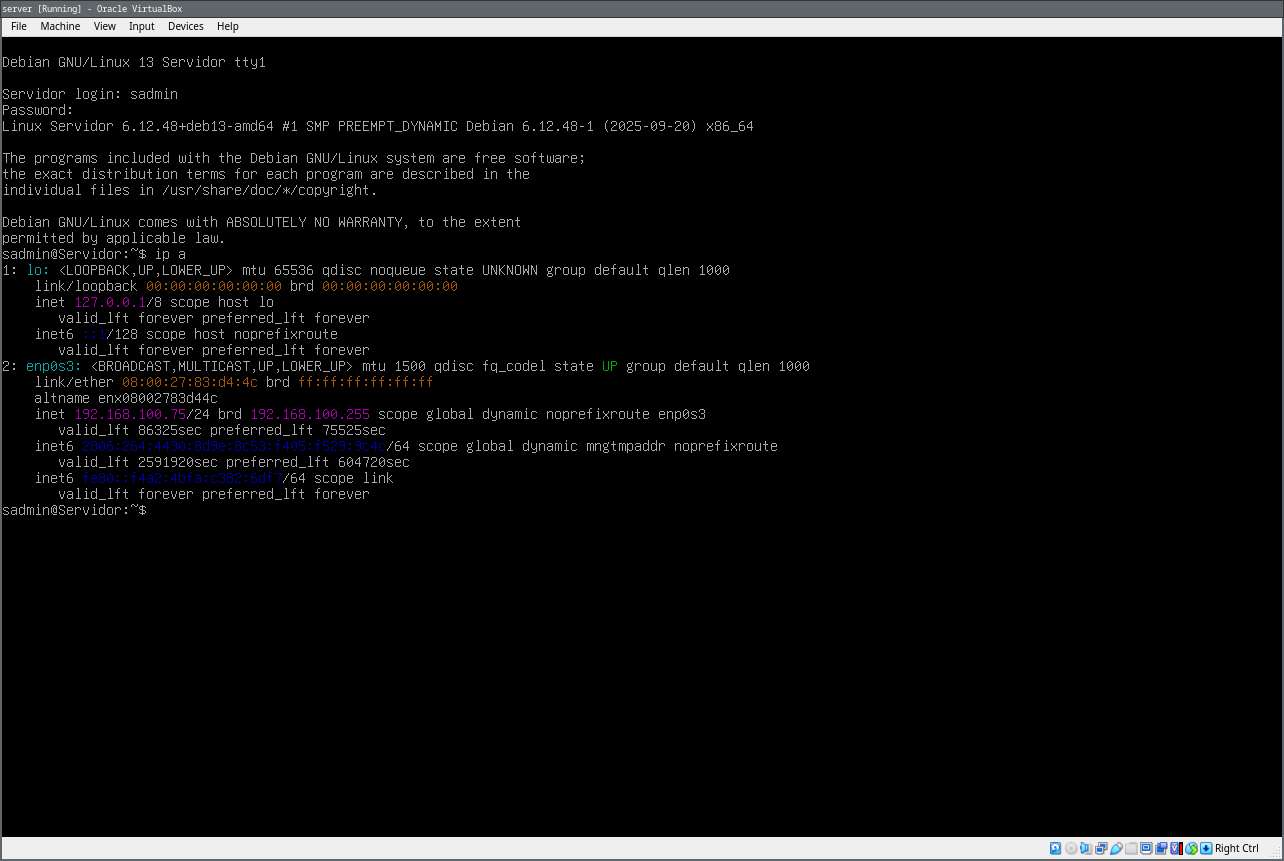 server [Running] - Oracle VirtualBox
File Machine View Input Devices Help
Debian GNU/Linux 13 Servidor tty1
Servidor login: sadmin
Password:
Linux Servidor 6.12.48+deb13-amd64 #1 SMP PREEMPT_DYNAMIC Debian 6.12.48-1 (2025-09-20) x86_64
The programs included with the Debian GNU/Linux system are free software;
the exact distribution terms for each program are described in the
individual files in /usr/share/doc/*/copyright.
Debian GNU/Linux comes with ABSOLUTELY NO WARRANTY, to the extent
permitted by applicable law.
sadmin@Servidor:~$ ip a
1: lo: <LOOPBACK,UP,LOWER_UP> mtu 65536 qdisc noqueue state UNKNOWN group default qlen 1000
link/loopback 00:00:00:00:00:00 brd 00:00:00:00:00:00
inet 127.0.0.1/8 scope host lo
valid_lft forever preferred_lft forever
inet6 ::1/128 scope host noprefixroute
valid_lft forever preferred_lft forever
2: enp0s3: <BROADCAST,MULTICAST,UP,LOWER_UP> mtu 1500 qdisc fq_codel state UP group default qlen 1000
link/ether 08:00:27:83:d4:4c brd ff:ff:ff:ff:ff:ff
altname enx08002783d44c
inet 192.168.100.75/24 brd 192.168.100.255 scope global dynamic noprefixroute enp0s3
valid_lft 86325sec preferred_lft 75525sec
inet6 /64 scope global dynamic mngtmpaddr noprefixroute
valid_lft 2591920sec preferred_lft 604720sec
inet6 /64 scope link
valid_lft forever preferred_lft forever
sadmin@Servidor:~$
Right Ctrl